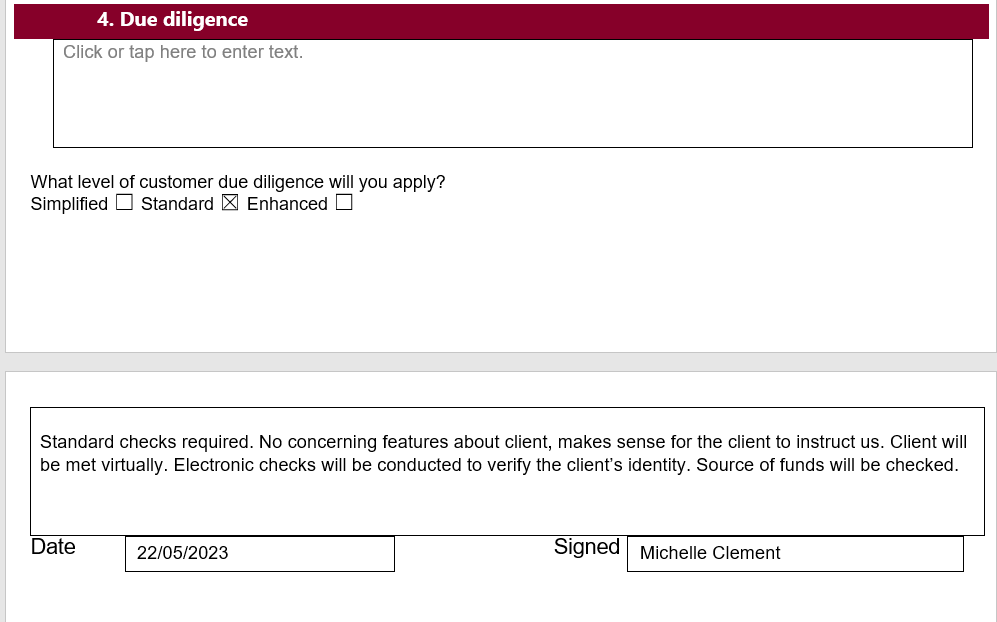 4. Due diligence
Click or tap here to enter text.
What level of customer due diligence will you apply?
Simplified ☐ Standard ☒ Enhanced ☐
Standard checks required. No concerning features about client, makes sense for the client to instruct us. Client will
be met virtually. Electronic checks will be conducted to verify the client’s identity. Source of funds will be checked.
Date 22/05/2023 Signed Michelle Clement